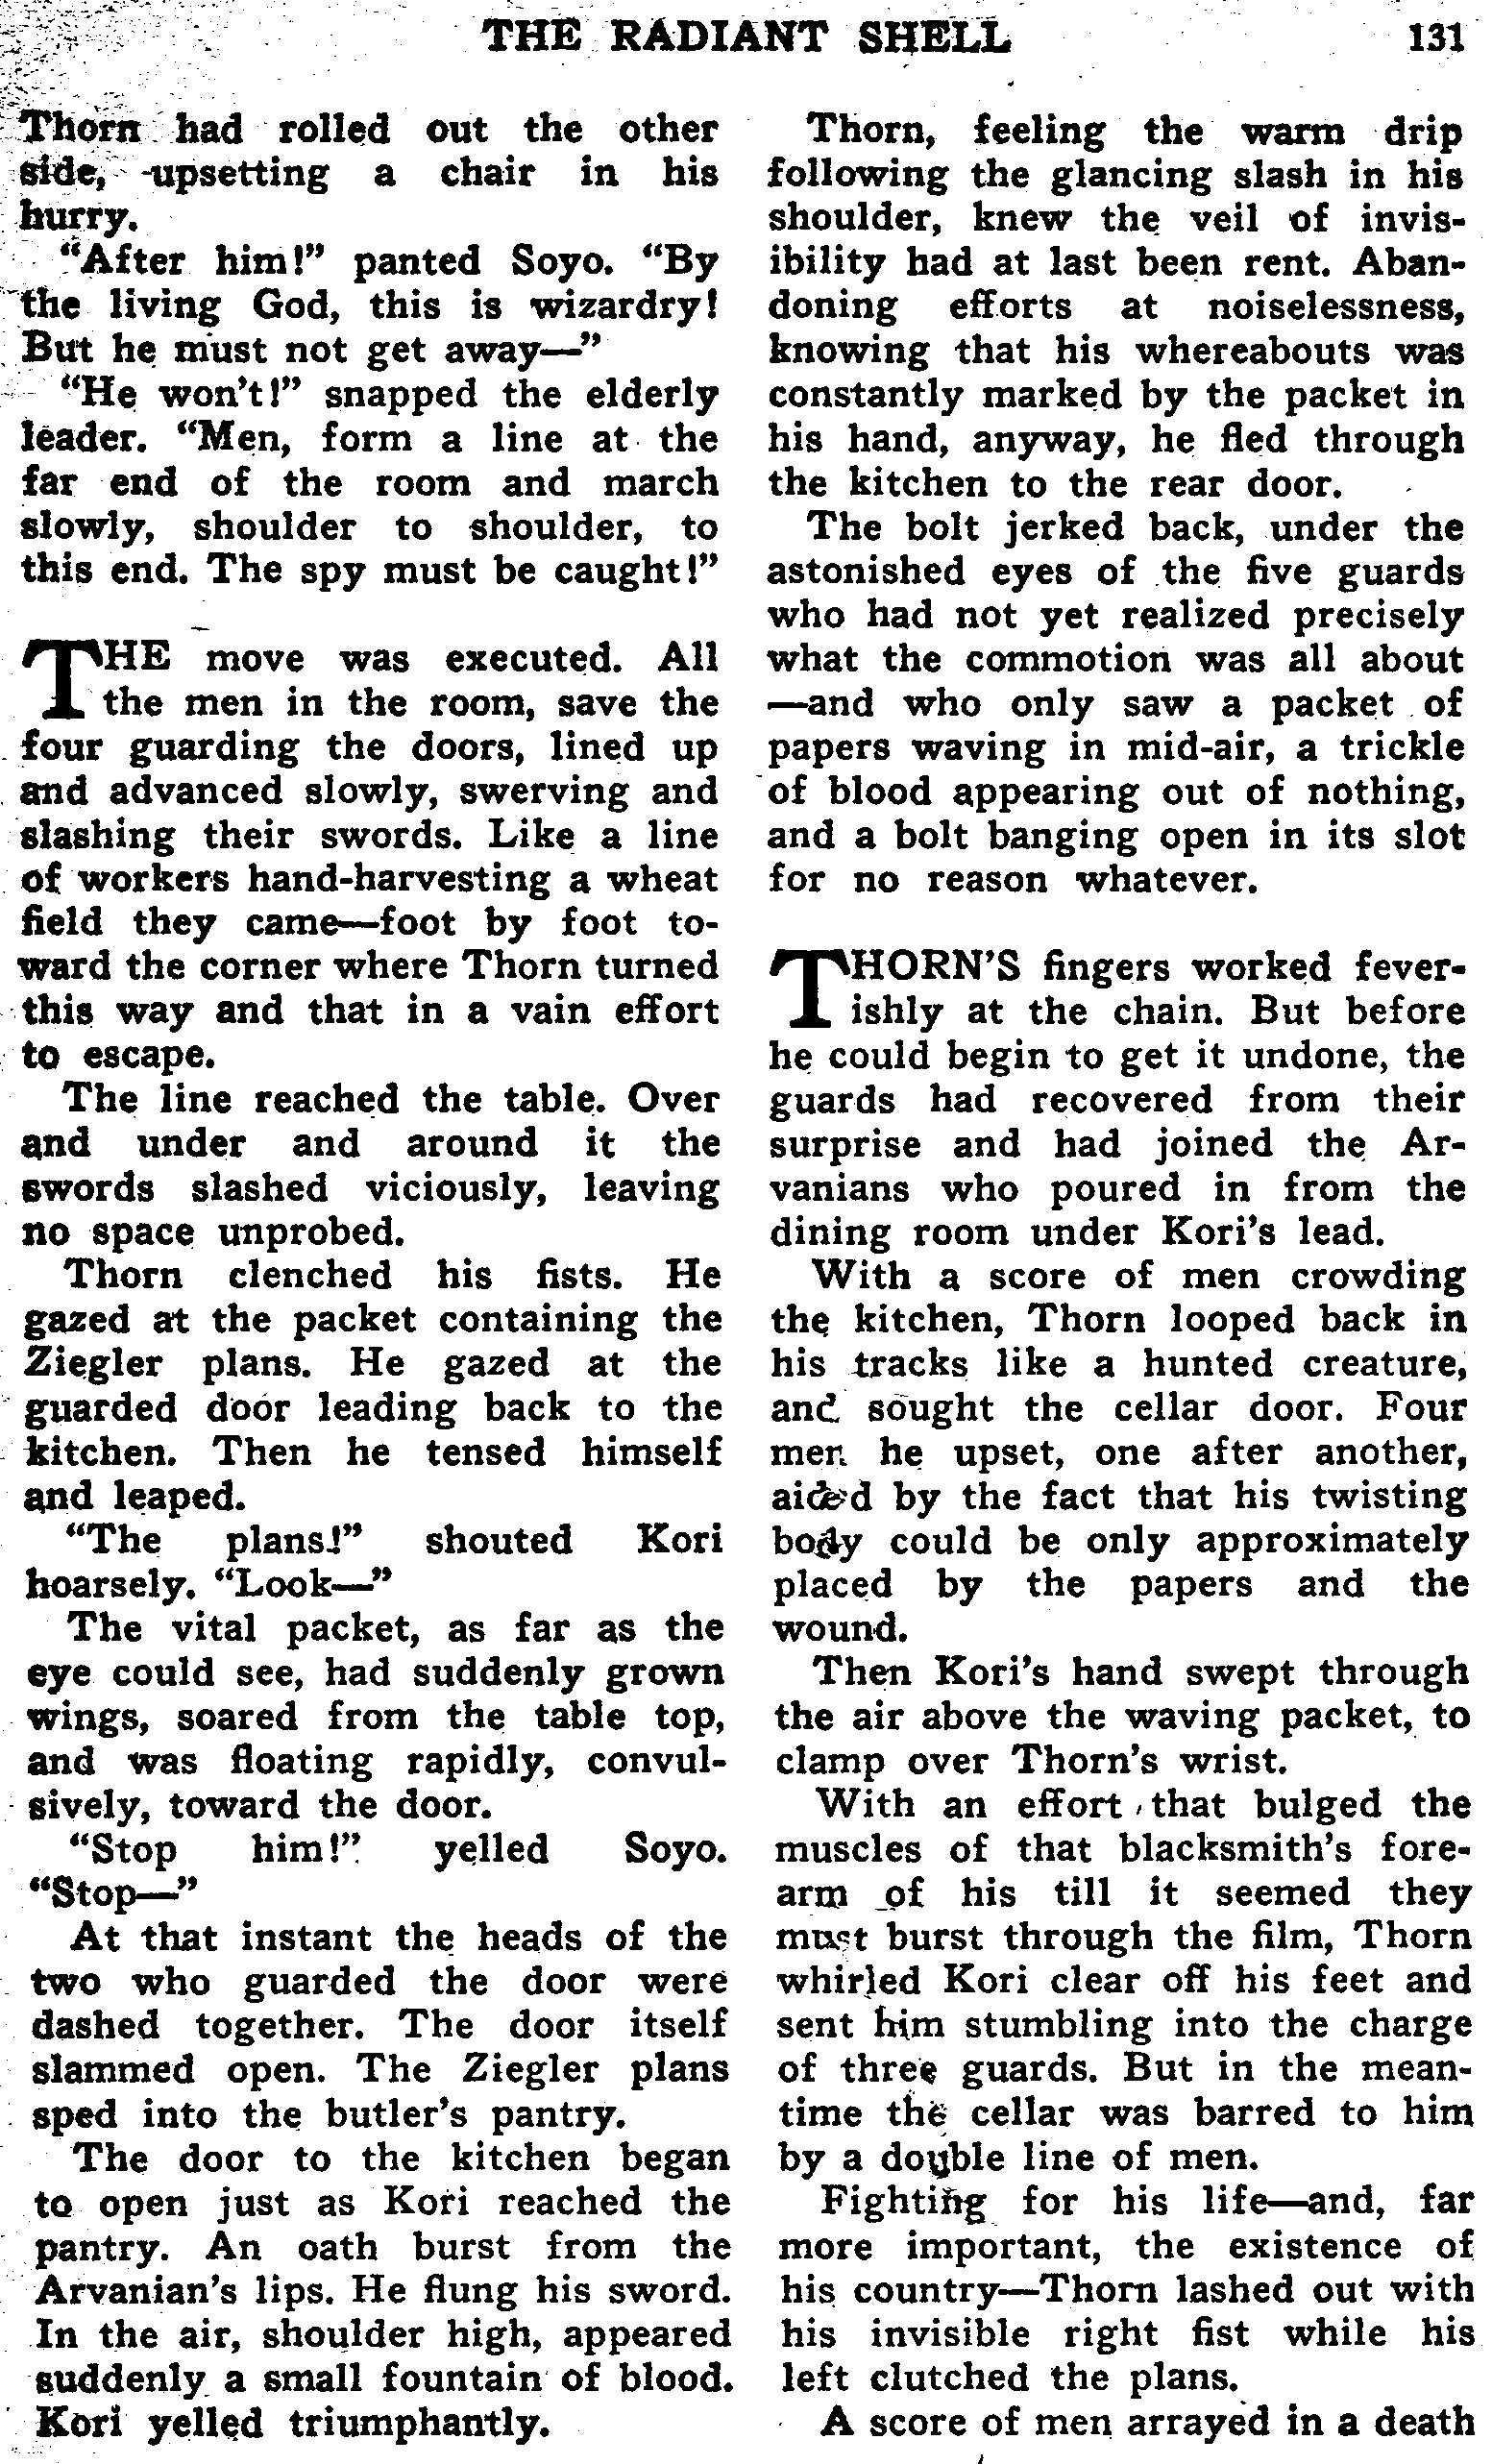 THE RADIANT SHELL 131
Thorn had rolled out the other
side, upsetting a chair in his
hurry.
“After him!” panted Soyo. “By
the living God, this is wizardry!
But he must not get away—”
“He won’t!” snapped the elderly
leader. “Men, form a line at the
far end of the room and march
slowly, shoulder to shoulder, to
this end. The spy must be caught!”
THE move was executed. All
the men in the room, save the
four guarding the doors, lined up
and advanced slowly, swerving and
slashing their swords. Like a line
of workers hand-harvesting a wheat
field they came—foot by foot to-
ward the corner where Thorn turned
this way and that in a vain effort
to escape.
The line reached the table. Over
and under and around it the
swords slashed viciously, leaving
no space unprobed.
Thorn clenched his fists. He
gazed at the packet containing the
Ziegler plans. He gazed at the
guarded door leading back to the
kitchen. Then he tensed himself
and leaped.
“The plans!” shouted Kori
hoarsely. “Look—”
The vital packet, as far as the
eye could see, had suddenly grown
wings, soared from the table top,
and was floating rapidly, convul-
sively, toward the door.
“Stop him!” yelled Soyo.
“Stop—”
At that instant the heads of the
two who guarded the door were
dashed together. The door itself
slammed open. The Ziegler plans
sped into the butler’s pantry.
The door to the kitchen began
to open just as Kori reached the
pantry. An oath burst from the
Arvanian’s lips. He flung his sword.
In the air, shoulder high, appeared
suddenly a small fountain of blood.
Kori yelled triumphantly.
Thorn, feeling the warm drip
following the glancing slash in his
shoulder, knew the veil of invis-
ibility had at last been rent. Aban-
doning efforts at noiselessness,
knowing that his whereabouts was
constantly marked by the packet in
his hand, anyway, he fled through
the kitchen to the rear door.
The bolt jerked back, under the
astonished eyes of the five guards
who had not yet realized precisely
what the commotion was all about
—and who only saw a packet of
papers waving in mid-air, a trickle
of blood appearing out of nothing,
and a bolt banging open in its slot
for no reason whatever.
THORN’S fingers worked fever-
ishly at the chain. But before
he could begin to get it undone, the
guards had recovered from their
surprise and had joined the Ar-
vanians who poured in from the
dining room under Kori’s lead.
With a score of men crowding
the kitchen, Thorn looped back in
his tracks like a hunted creature,
and sought the cellar door. Four
men he upset, one after another,
aided by the fact that his twisting
body could be only approximately
placed by the papers and the
wound.
Then Kori’s hand swept through
the air above the waving packet, to
clamp over Thorn’s wrist.
With an effort that bulged the
muscles of that blacksmith’s fore-
arm of his till it seemed they
must burst through the film, Thorn
whirled Kori clear off his feet and
sent him stumbling into the charge
of three guards. But in the mean-
time the cellar was barred to him
by a double line of men.
Fighting for his life—and, far
more important, the existence of
his country—Thorn lashed out with
his invisible right fist while his
left clutched the plans.
A score of men arrayed in a death